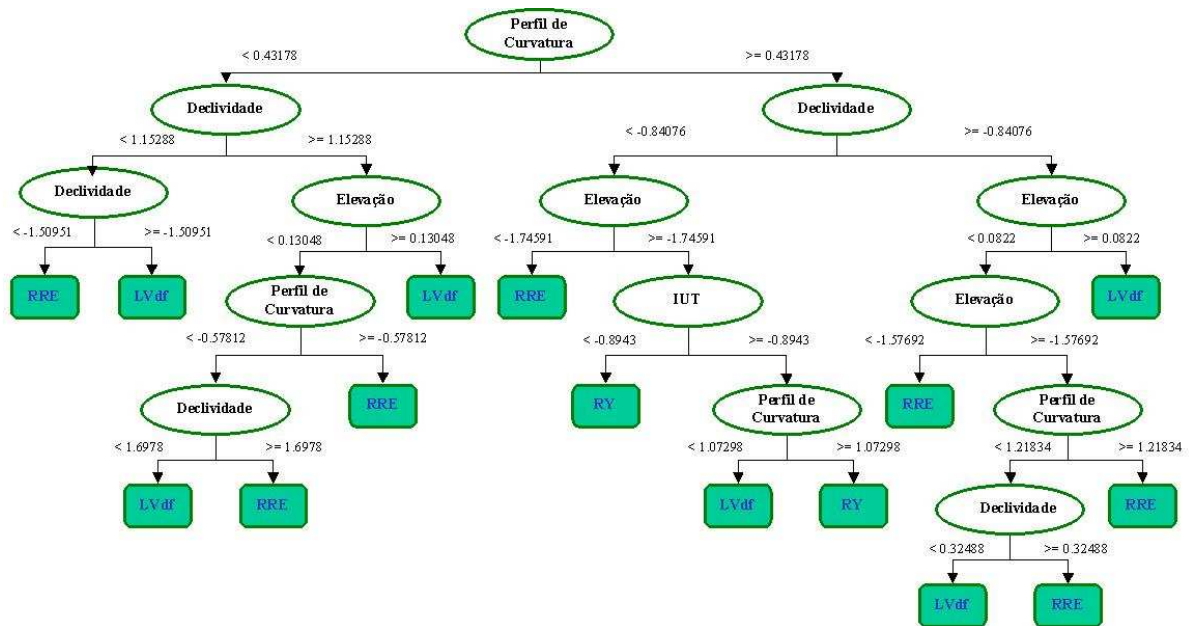 Perfil de
Curvatura
< 0.43178
>= 0.43178
Declividade
Declividade
< 1.15288
>= 1.15288
< -0.84076
>= -0.84076
Declividade
Elevação
Elevação
Elevação
< -1.50951
>= -1.50951
< 0.13048
>= 0.13048
< -1.74591
>= -1.74591
< 0.0822
>= 0.0822
RRE
LVdf
Perfil de
Curvatura
LVdf
RRE
IUT
Elevação
LVdf
< -0.57812
>= -0.57812
< -0.8943
>= -0.8943
< -1.57692
>= -1.57692
Declividade
RRE
RY
Perfil de
Curvatura
RRE
Perfil de
Curvatura
< 1.6978
>= 1.6978
< 1.07298
>= 1.07298
< 1.21834
>= 1.21834
LVdf
RRE
LVdf
RY
Declividade
RRE
< 0.32488
>= 0.32488
LVdf
RRE